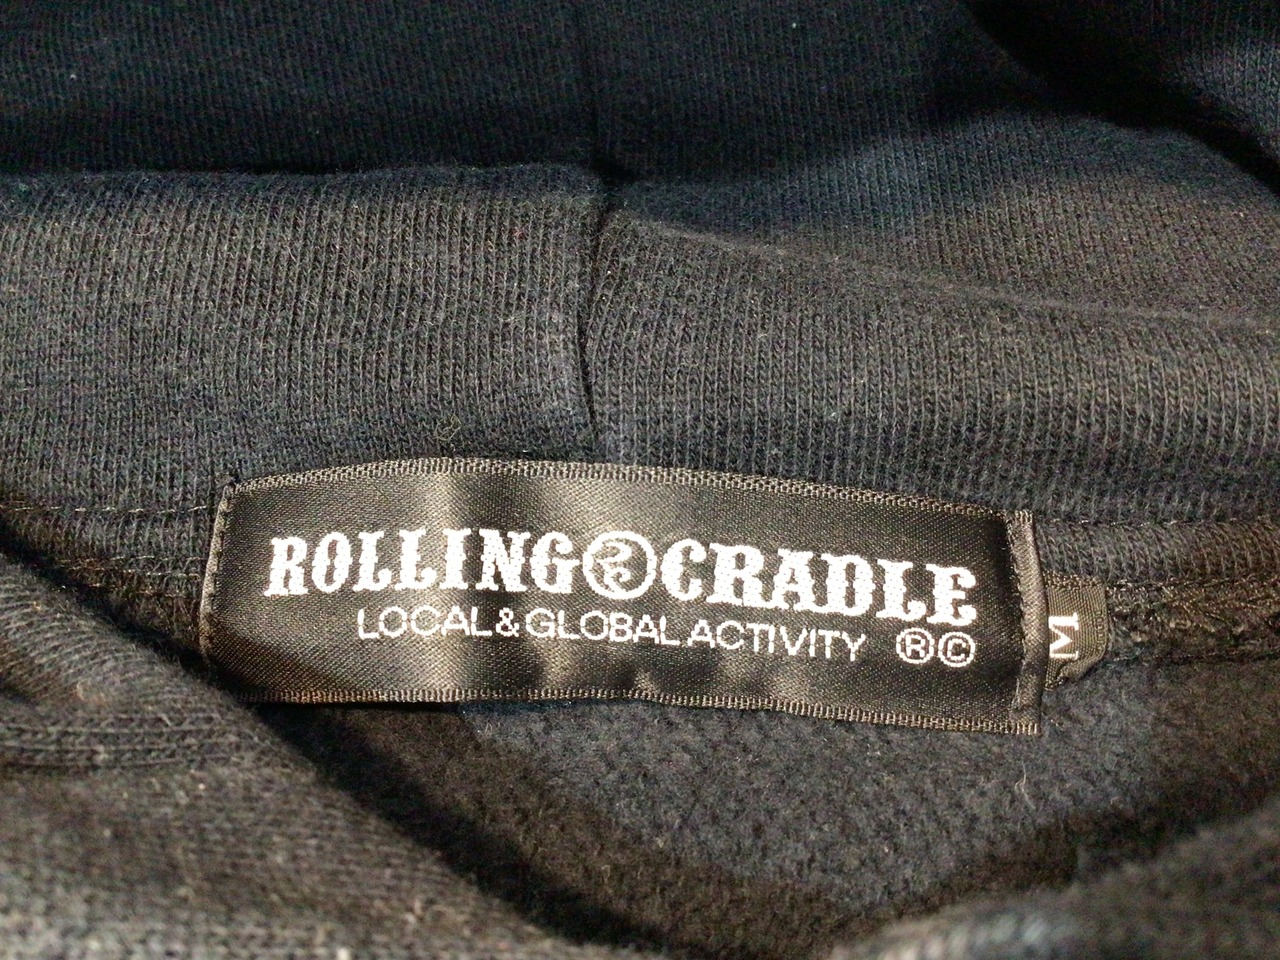 ROLLING CRADLE
LOCAL & GLOBAL ACTIVITY ®©
M